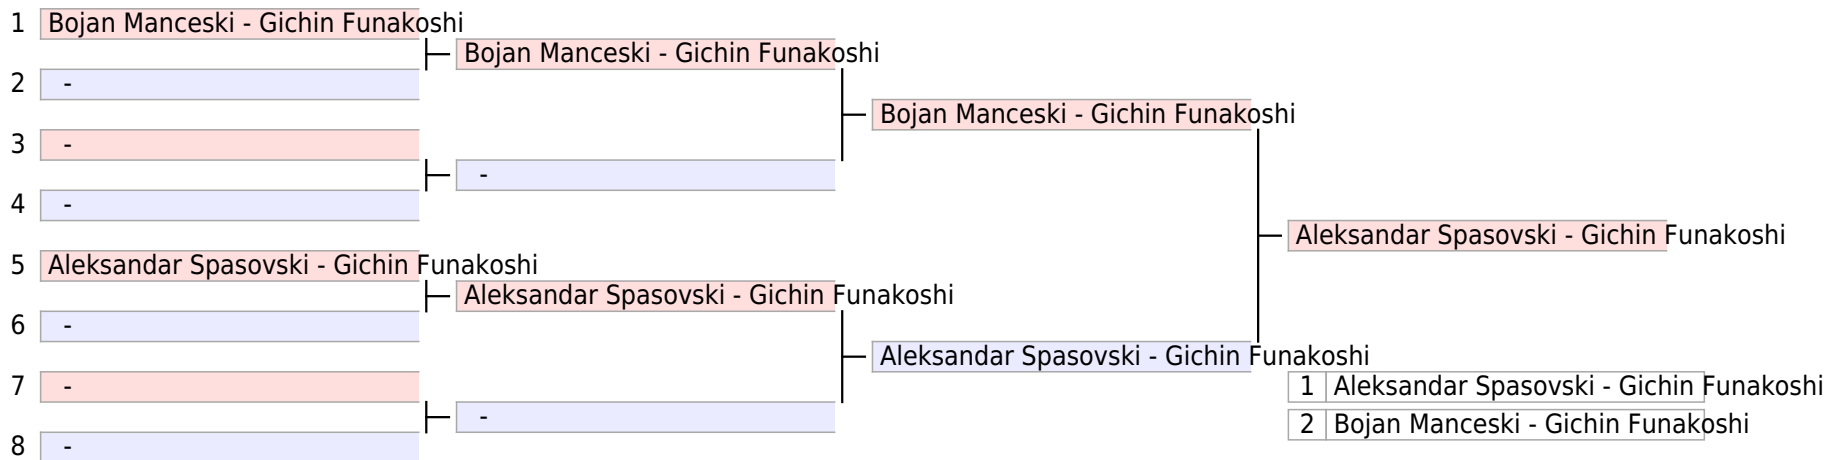 1 Bojan Manceski - Gichin Funakoshi
Bojan Manceski - Gichin Funakoshi
2 -
Bojan Manceski - Gichin Funakoshi
3 -
-
4 -
Aleksandar Spasovski - Gichin Funakoshi
5 Aleksandar Spasovski - Gichin Funakoshi
Aleksandar Spasovski - Gichin Funakoshi
6 -
Aleksandar Spasovski - Gichin Funakoshi
7 -
1 Aleksandar Spasovski - Gichin Funakoshi
-
2 Bojan Manceski - Gichin Funakoshi
8 -